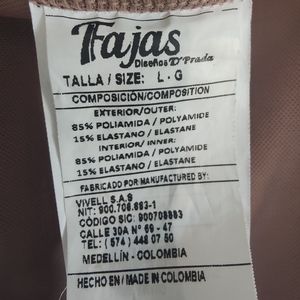 Fajas
Diseños D'Prada
TALLA / SIZE: L - G
COMPOSICIÓN/COMPOSITION
EXTERIOR/OUTER:
85% POLIAMIDA / POLYAMIDE
15% ELASTANO / ELASTANE
INTERIOR/ INNER:
85% POLIAMIDA / POLYAMIDE
15% ELASTANO / ELASTANE
FABRICADO POR/MANUFACTURED BY:
VIVELL S.A.S
NIT: 900.708.883-1
CÓDIGO SIC: 900708883
CALLE 30A Nº 69 - 47
TEL: ( 574 ) 448 07 50
MEDELLÍN - COLOMBIA
HECHO EN / MADE IN COLOMBIA